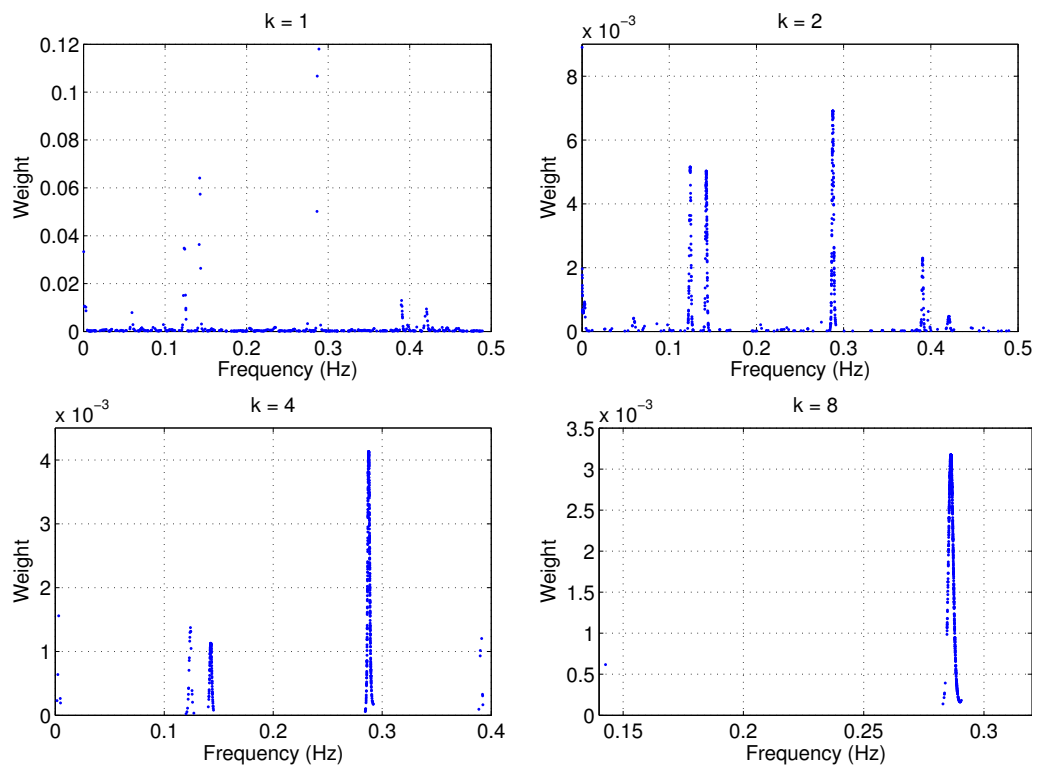 k = 1
0.12
0.1
0.08
0.06
0.04
0.02
0
Weight
0 0.1 0.2 0.3 0.4 0.5
Frequency (Hz)
k = 2
x 10⁻³
8
6
4
2
0
Weight
0 0.1 0.2 0.3 0.4 0.5
Frequency (Hz)
k = 4
x 10⁻³
4
3
2
1
0
Weight
0 0.1 0.2 0.3 0.4
Frequency (Hz)
k = 8
x 10⁻³
3.5
3
2.5
2
1.5
1
0.5
0
Weight
0.15 0.2 0.25 0.3
Frequency (Hz)